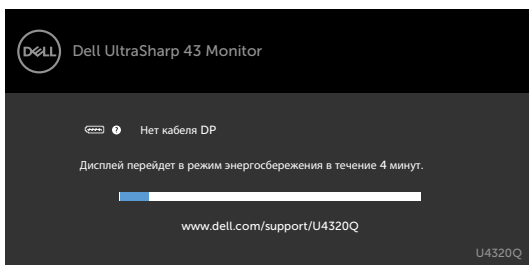 DELL
Dell UltraSharp 43 Monitor
? Нет кабеля DP
Дисплей перейдет в режим энергосбережения в течение 4 минут.
www.dell.com/support/U4320Q
U4320Q